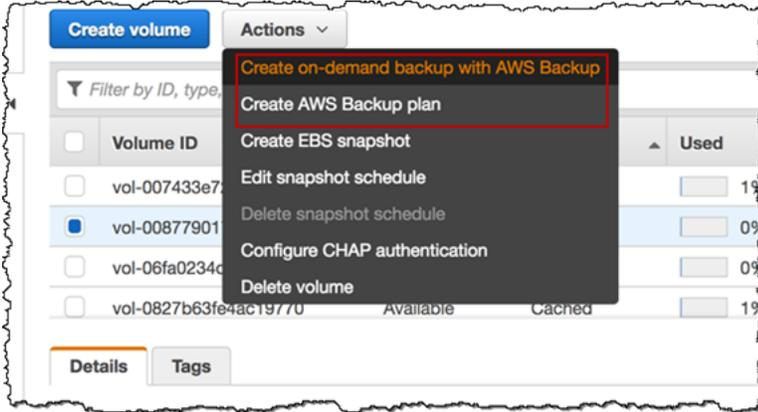 Create volume
Actions
Create on-demand backup with AWS Backup
Filter by ID, type,
Create AWS Backup plan
Volume ID
Create EBS snapshot
Used
vol-007433e7
Edit snapshot schedule
1%
vol-00877901
Delete snapshot schedule
0%
vol-06fa0234
Configure CHAP authentication
0%
Delete volume
vol-0827b63fe4ac19770 Available Cached 1%
Details Tags